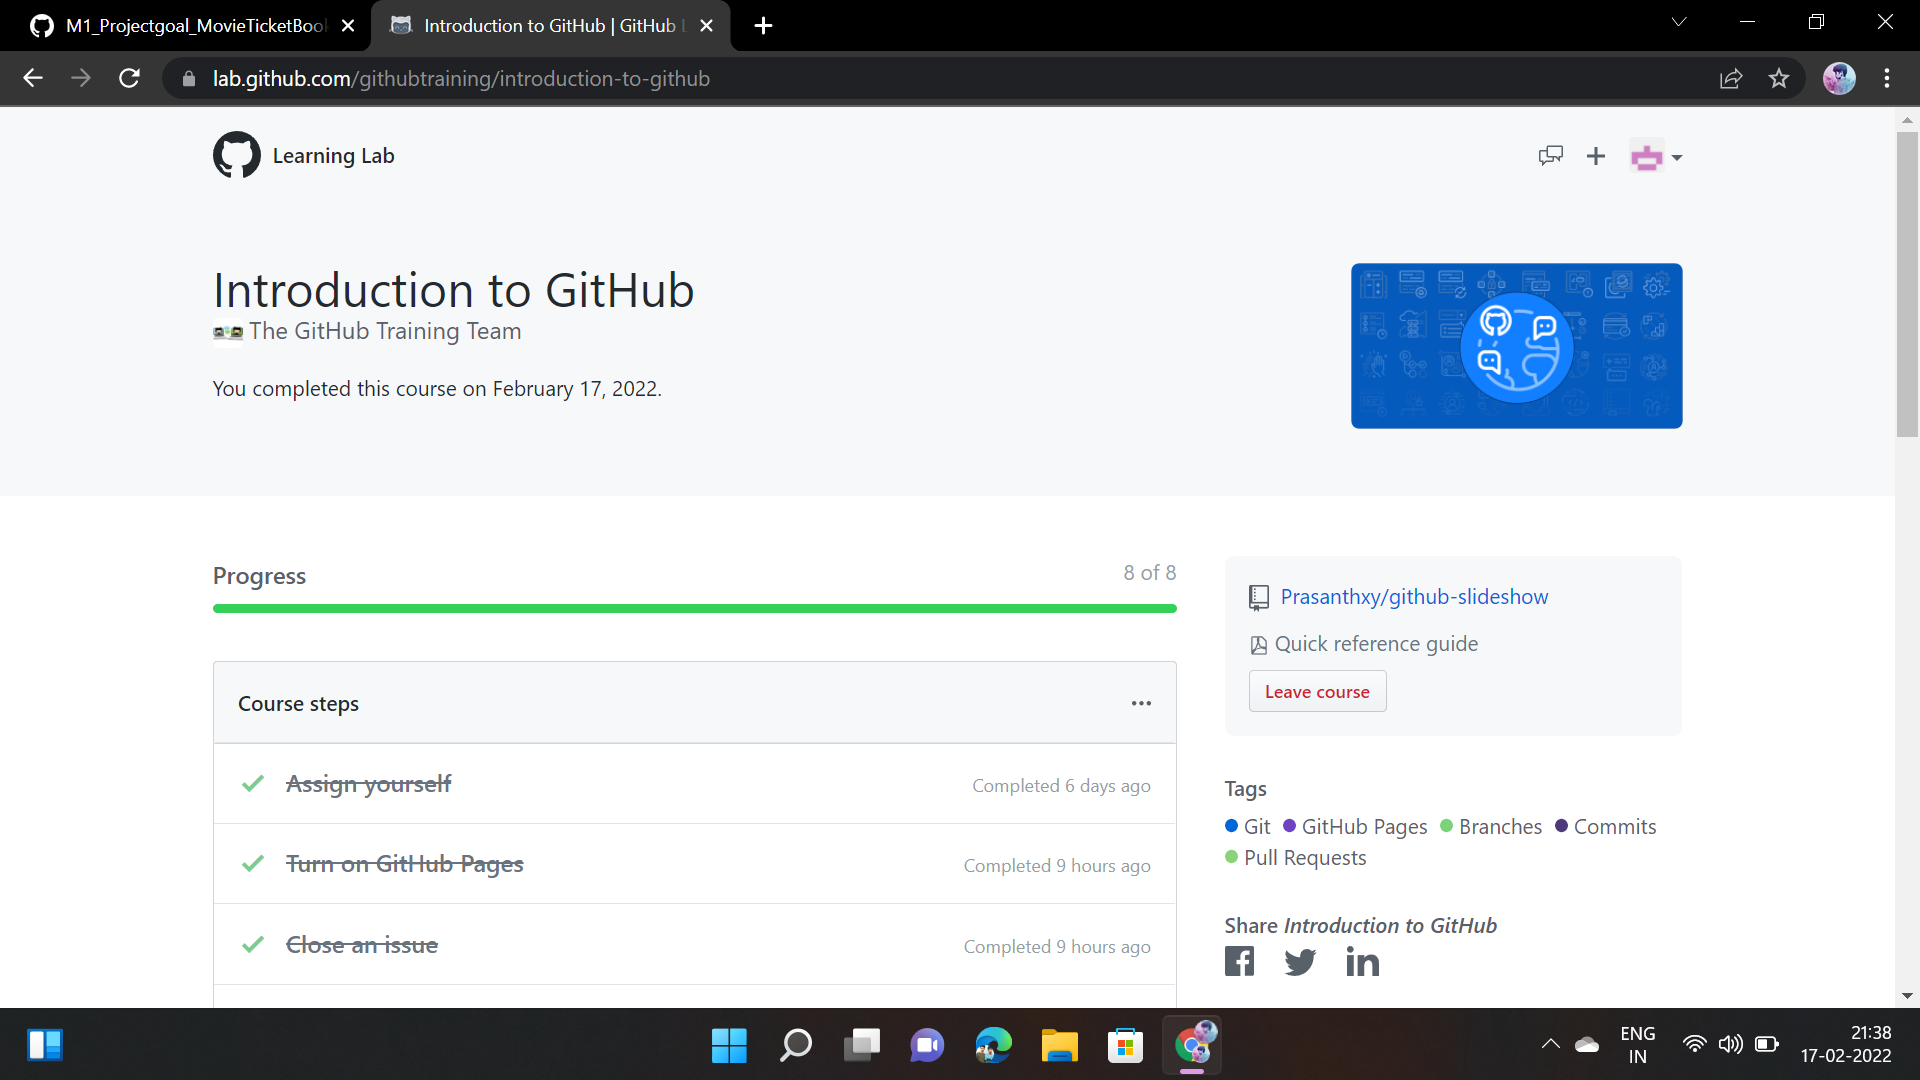 M1_Projectgoal_MovieTicketBook
Introduction to GitHub | GitHub L
lab.github.com/githubtraining/introduction-to-github
Learning Lab
Introduction to GitHub
The GitHub Training Team
You completed this course on February 17, 2022.
Progress
8 of 8
Course steps
Assign yourself
Completed 6 days ago
Turn on GitHub Pages
Completed 9 hours ago
Close an issue
Completed 9 hours ago
Prasanthxy/github-slideshow
Quick reference guide
Leave course
Tags
Git GitHub Pages Branches Commits
Pull Requests
Share Introduction to GitHub
ENG
IN
21:38
17-02-2022